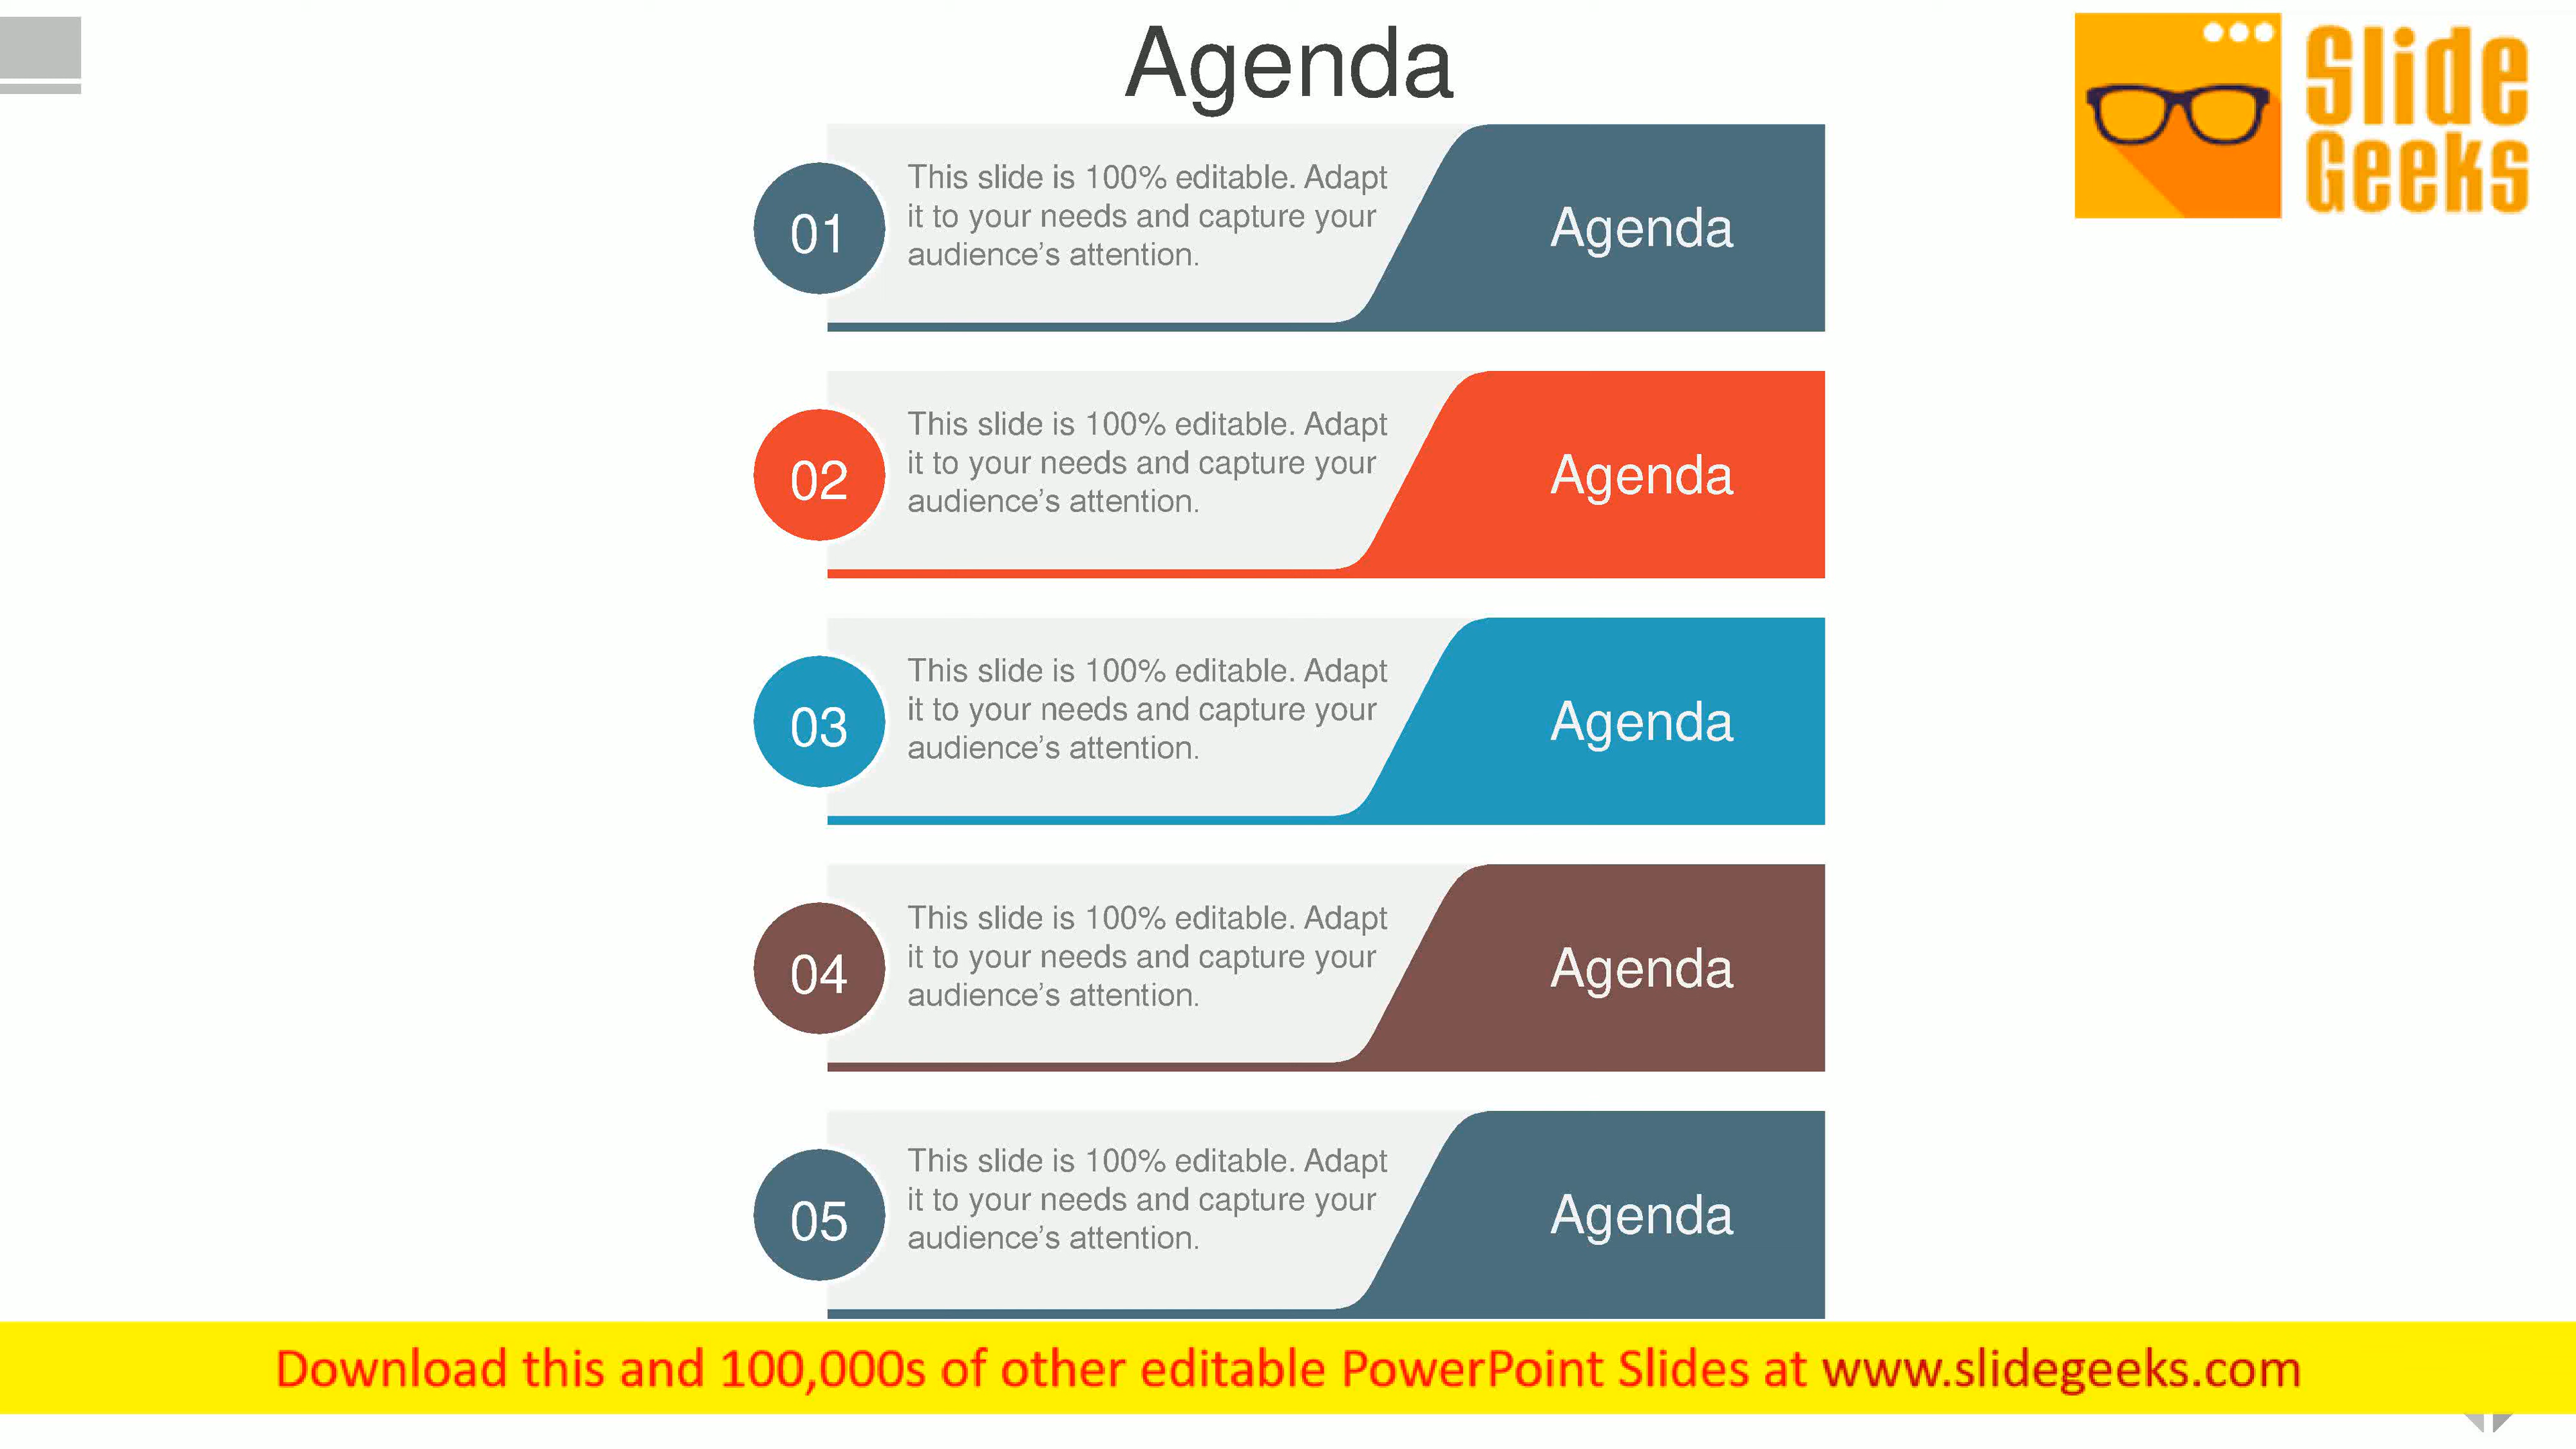 Agenda
Slide
Geeks
01
This slide is 100% editable. Adapt
it to your needs and capture your
audience’s attention.
Agenda
02
This slide is 100% editable. Adapt
it to your needs and capture your
audience’s attention.
Agenda
03
This slide is 100% editable. Adapt
it to your needs and capture your
audience’s attention.
Agenda
04
This slide is 100% editable. Adapt
it to your needs and capture your
audience’s attention.
Agenda
05
This slide is 100% editable. Adapt
it to your needs and capture your
audience’s attention.
Agenda
Download this and 100,000s of other editable PowerPoint Slides at www.slidegeeks.com